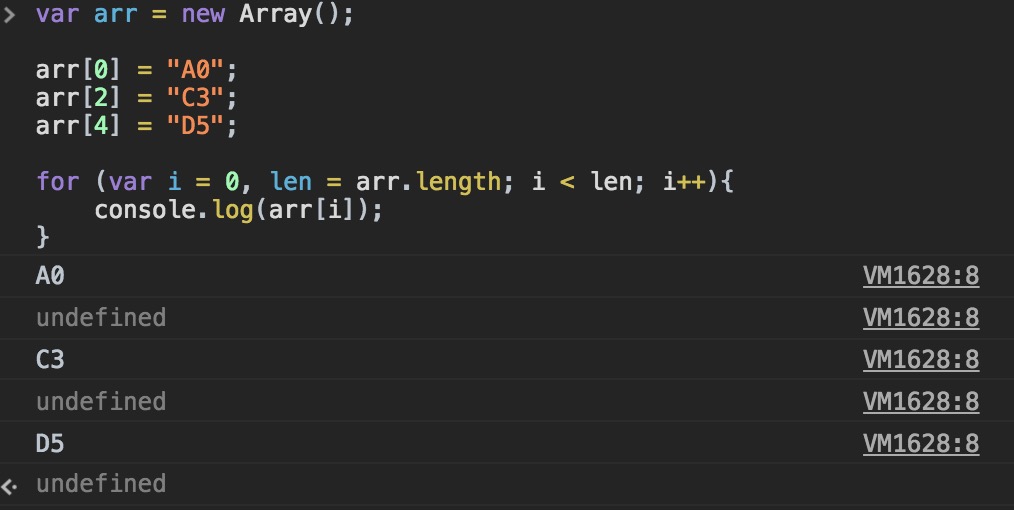 > var arr = new Array();
arr[0] = "A0";
arr[2] = "C3";
arr[4] = "D5";
for (var i = 0, len = arr.length; i < len; i++){
    console.log(arr[i]);
}
A0 VM1628:8
undefined VM1628:8
C3 VM1628:8
undefined VM1628:8
D5 VM1628:8
undefined